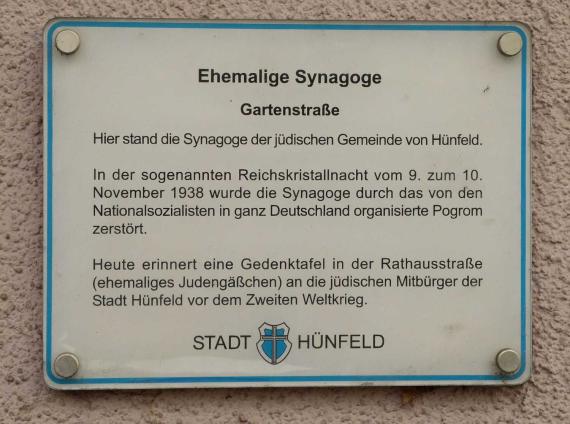 Ehemalige Synagoge
Gartenstraße
Hier stand die Synagoge der jüdischen Gemeinde von Hünfeld.
In der sogenannten Reichskristallnacht vom 9. zum 10.
November 1938 wurde die Synagoge durch das von den
Nationalsozialisten in ganz Deutschland organisierte Pogrom
zerstört.
Heute erinnert eine Gedenktafel in der Rathausstraße
(ehemaliges Judengäßchen) an die jüdischen Mitbürger der
Stadt Hünfeld vor dem Zweiten Weltkrieg.
STADT HÜNFELD